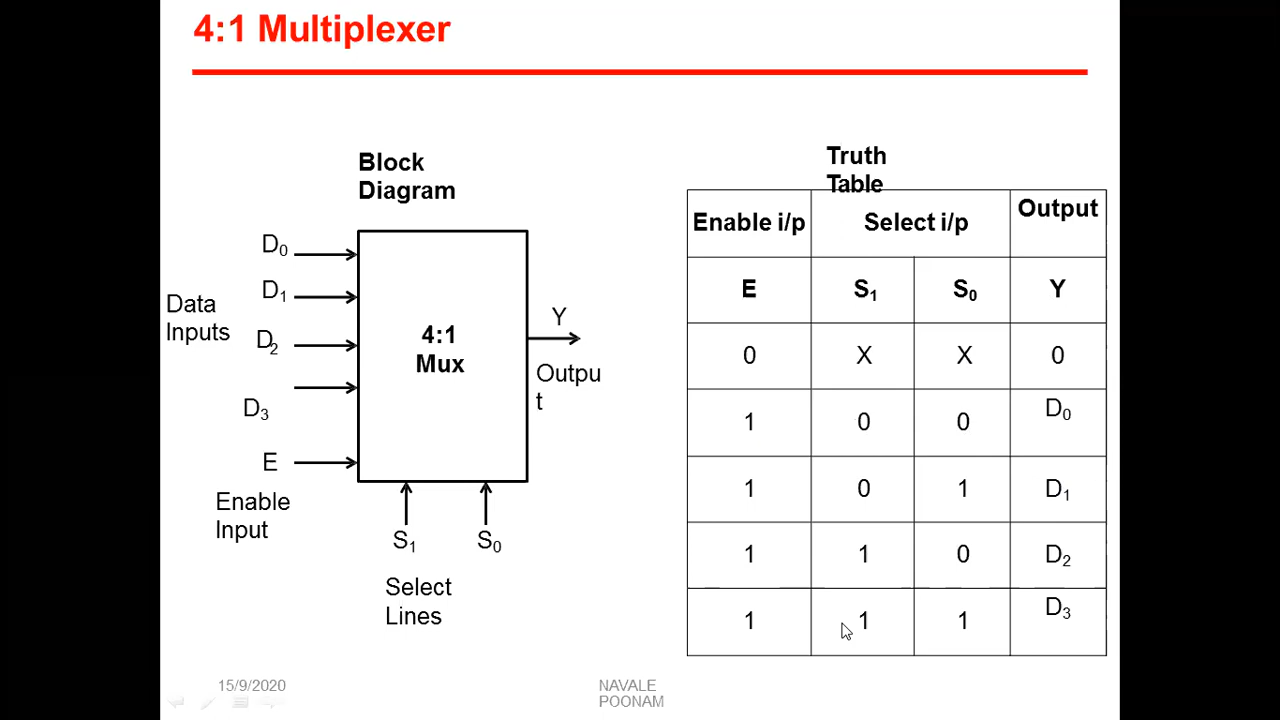 4:1 Multiplexer
Block
Diagram
D0
D1
Data
Inputs
D2
D3
E
Enable
Input
4:1
Mux
Y
Outpu
t
S1 S0
Select
Lines
Truth
Table
Enable i/p Select i/p Output
E S1 S0 Y
0 X X 0
1 0 0 D0
1 0 1 D1
1 1 0 D2
1 1 1 D3
15/9/2020
NAVALE
POONAM